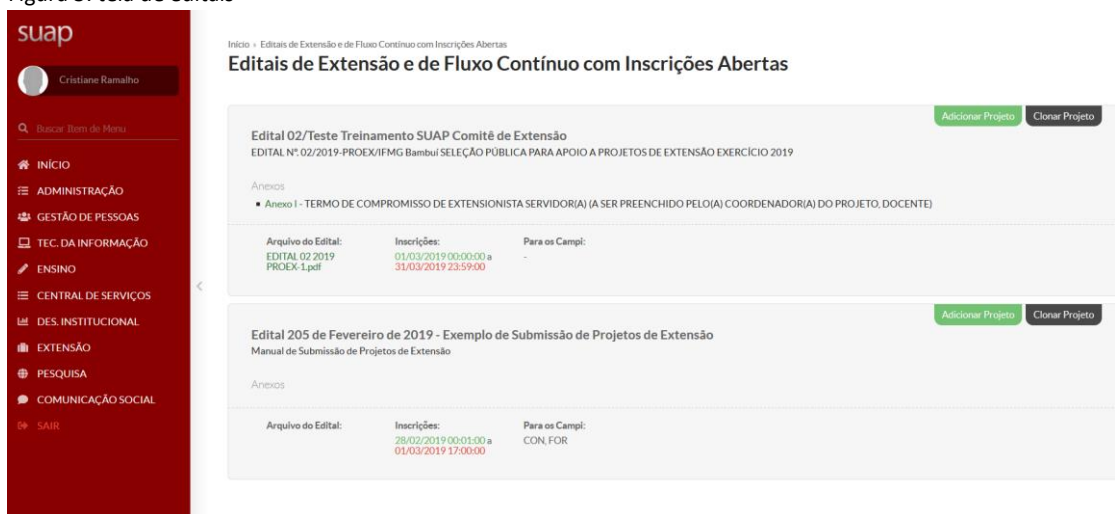 suap
Cristiane Ramalho
Buscar Item de Menu
INÍCIO
ADMINISTRAÇÃO
GESTÃO DE PESSOAS
TEC. DA INFORMAÇÃO
ENSINO
CENTRAL DE SERVIÇOS
DES. INSTITUCIONAL
EXTENSÃO
PESQUISA
COMUNICAÇÃO SOCIAL
SAIR
Início » Editais de Extensão e de Fluxo Contínuo com Inscrições Abertas
Editais de Extensão e de Fluxo Contínuo com Inscrições Abertas
Adicionar Projeto Clonar Projeto
Edital 02/Teste Treinamento SUAP Comitê de Extensão
EDITAL Nº. 02/2019-PROEX/IFMG Bambuí SELEÇÃO PÚBLICA PARA APOIO A PROJETOS DE EXTENSÃO EXERCÍCIO 2019
Anexos
Anexo I - TERMO DE COMPROMISSO DE EXTENSIONISTA SERVIDOR(A) (A SER PREENCHIDO PELO(A) COORDENADOR(A) DO PROJETO, DOCENTE)
Arquivo do Edital: Inscrições: Para os Campi:
EDITAL 02 2019 01/03/2019 00:00:00 a -
PROEX-1.pdf 31/03/2019 23:59:00
Adicionar Projeto Clonar Projeto
Edital 205 de Fevereiro de 2019 - Exemplo de Submissão de Projetos de Extensão
Manual de Submissão de Projetos de Extensão
Anexos
Arquivo do Edital: Inscrições: Para os Campi:
28/02/2019 00:01:00 a CON, FOR
01/03/2019 17:00:00